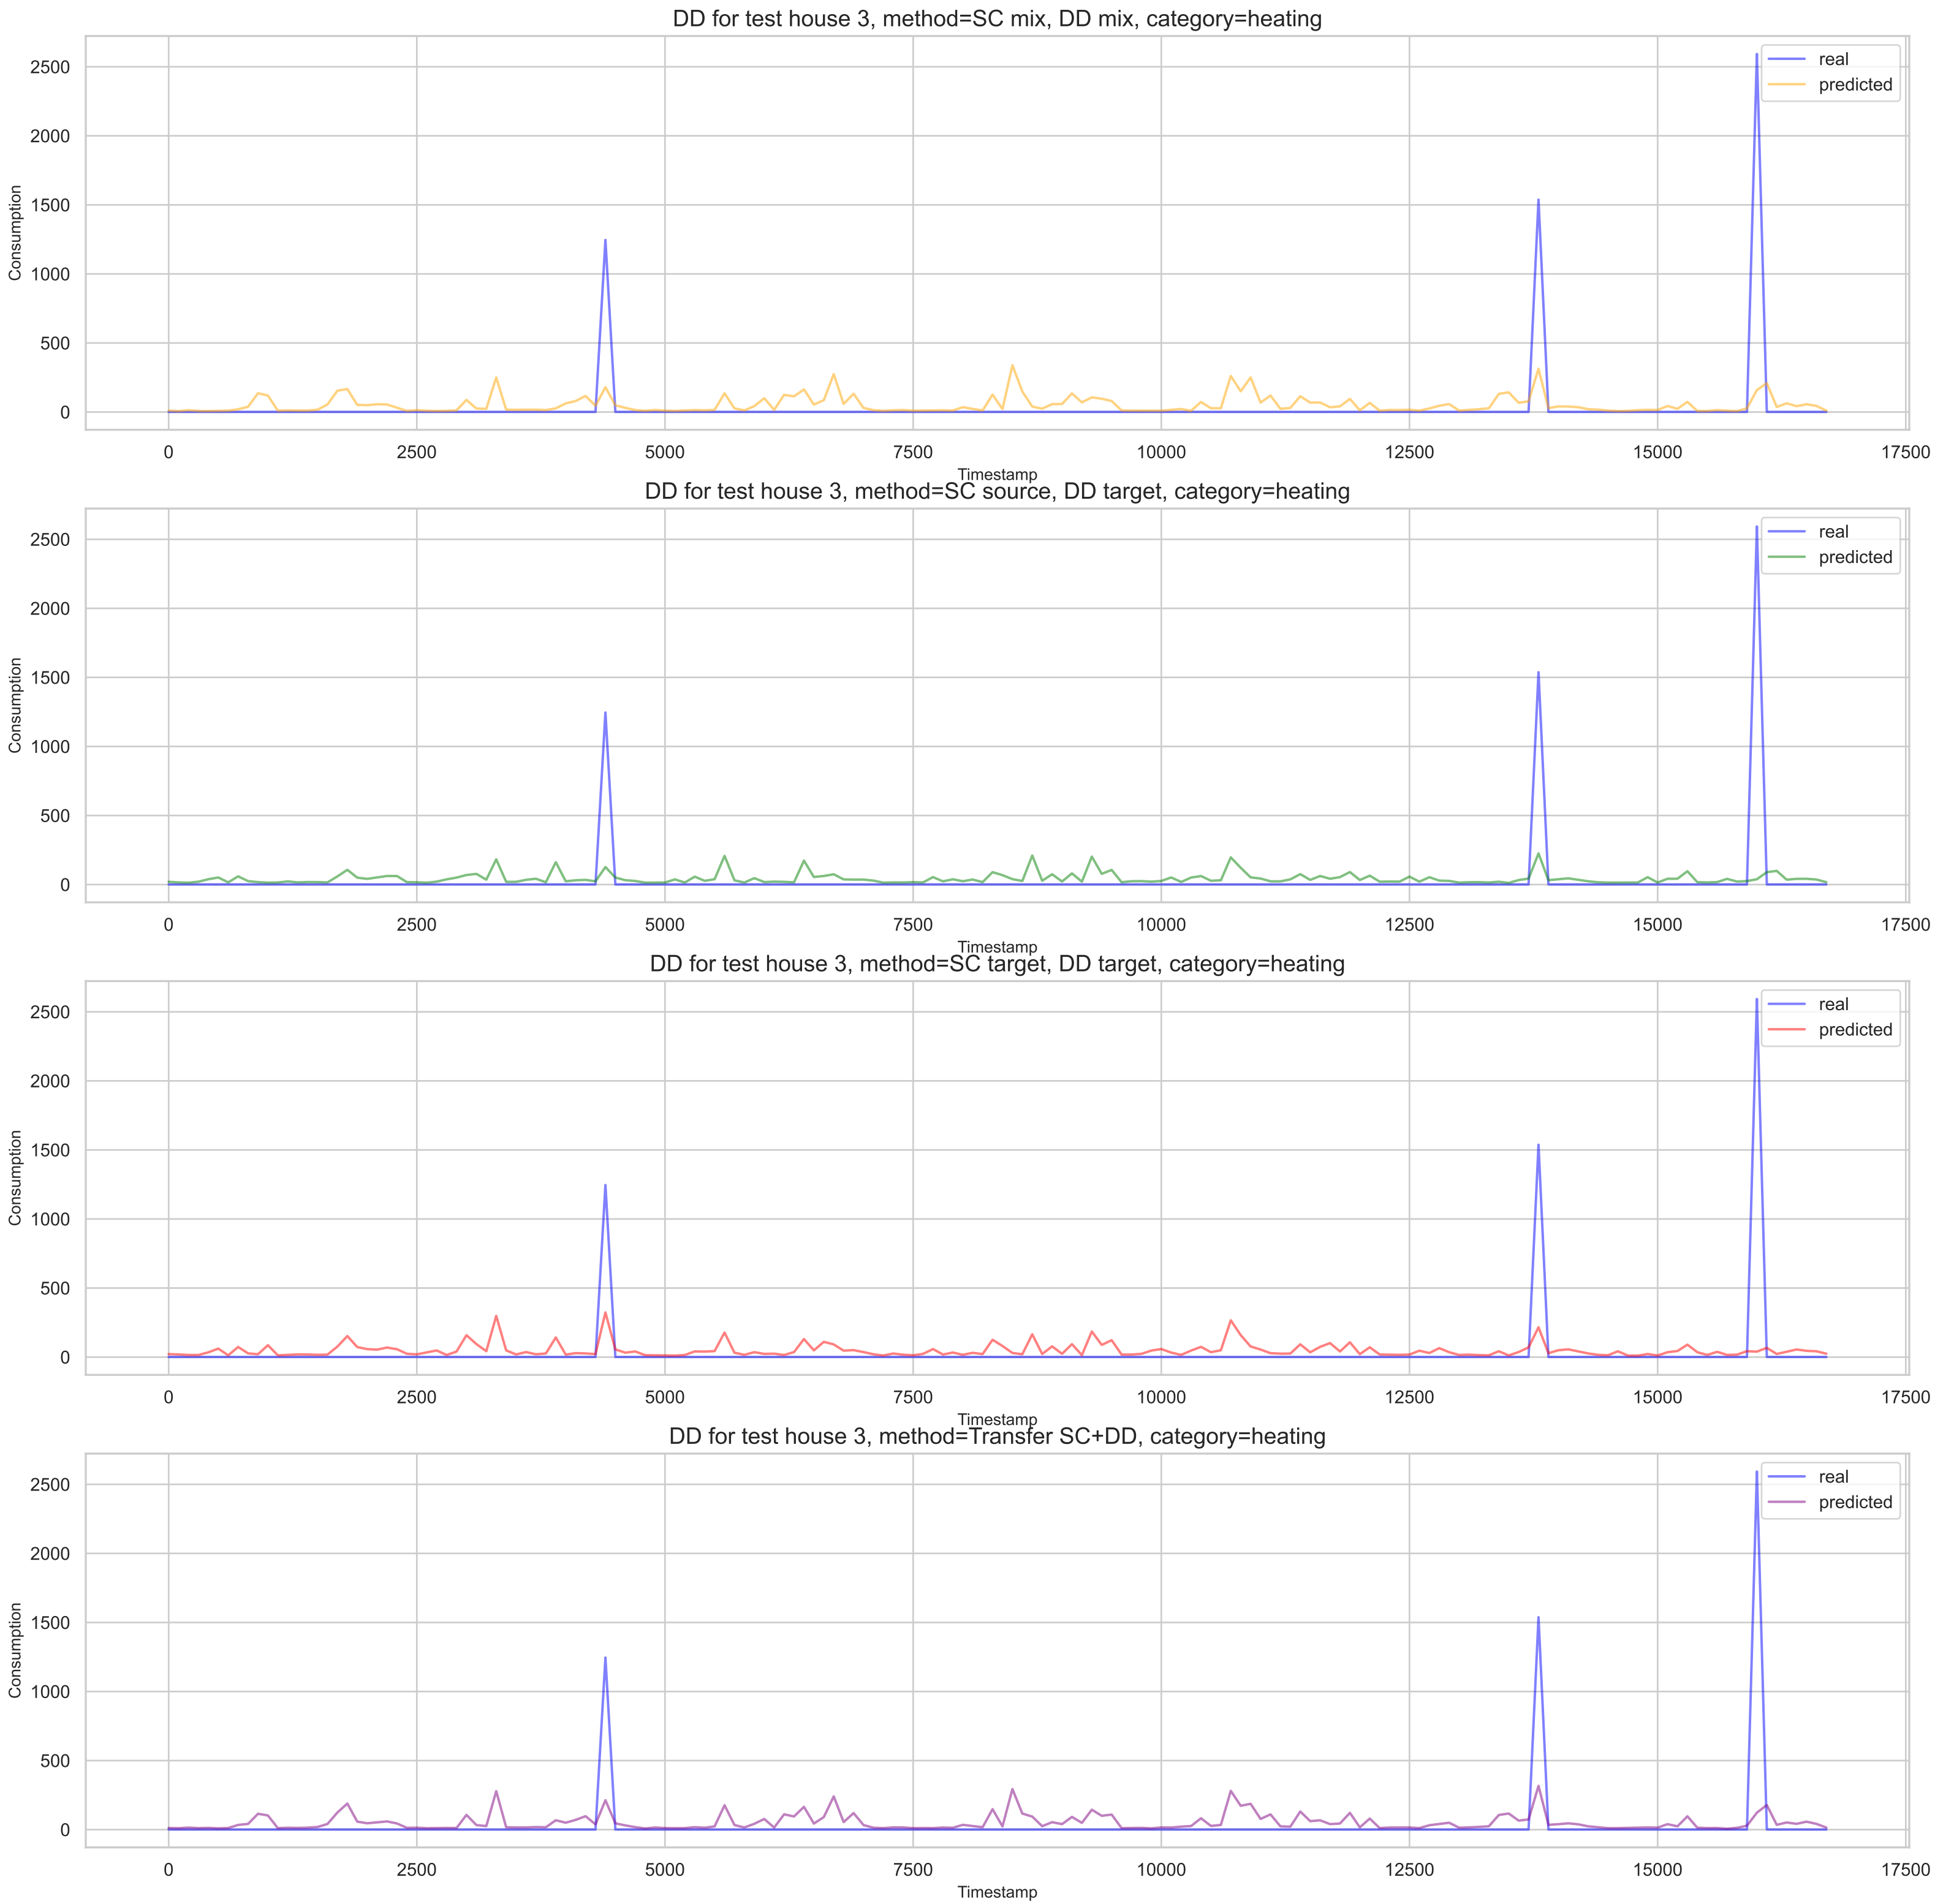 DD for test house 3, method=SC mix, DD mix, category=heating
real
predicted
2500
2000
1500
1000
500
0
Consumption
0 2500 5000 7500 10000 12500 15000 17500
Timestamp
DD for test house 3, method=SC source, DD target, category=heating
real
predicted
2500
2000
1500
1000
500
0
Consumption
0 2500 5000 7500 10000 12500 15000 17500
Timestamp
DD for test house 3, method=SC target, DD target, category=heating
real
predicted
2500
2000
1500
1000
500
0
Consumption
0 2500 5000 7500 10000 12500 15000 17500
Timestamp
DD for test house 3, method=Transfer SC+DD, category=heating
real
predicted
2500
2000
1500
1000
500
0
Consumption
0 2500 5000 7500 10000 12500 15000 17500
Timestamp